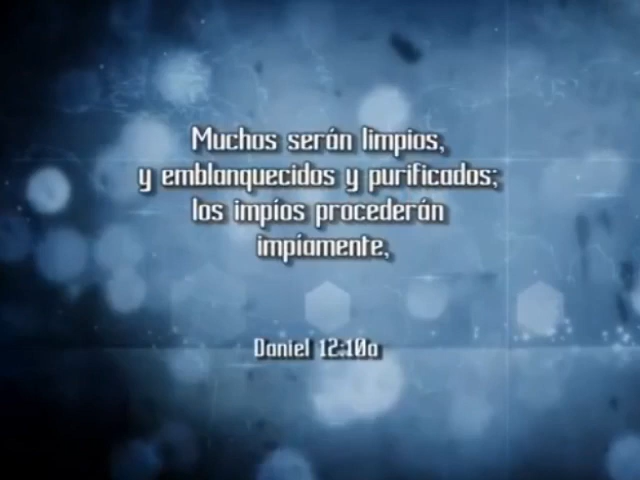 Muchos serán limpios,
y emblanquecidos y purificados;
los impíos procederán
impíamente,
Daniel 12:10a